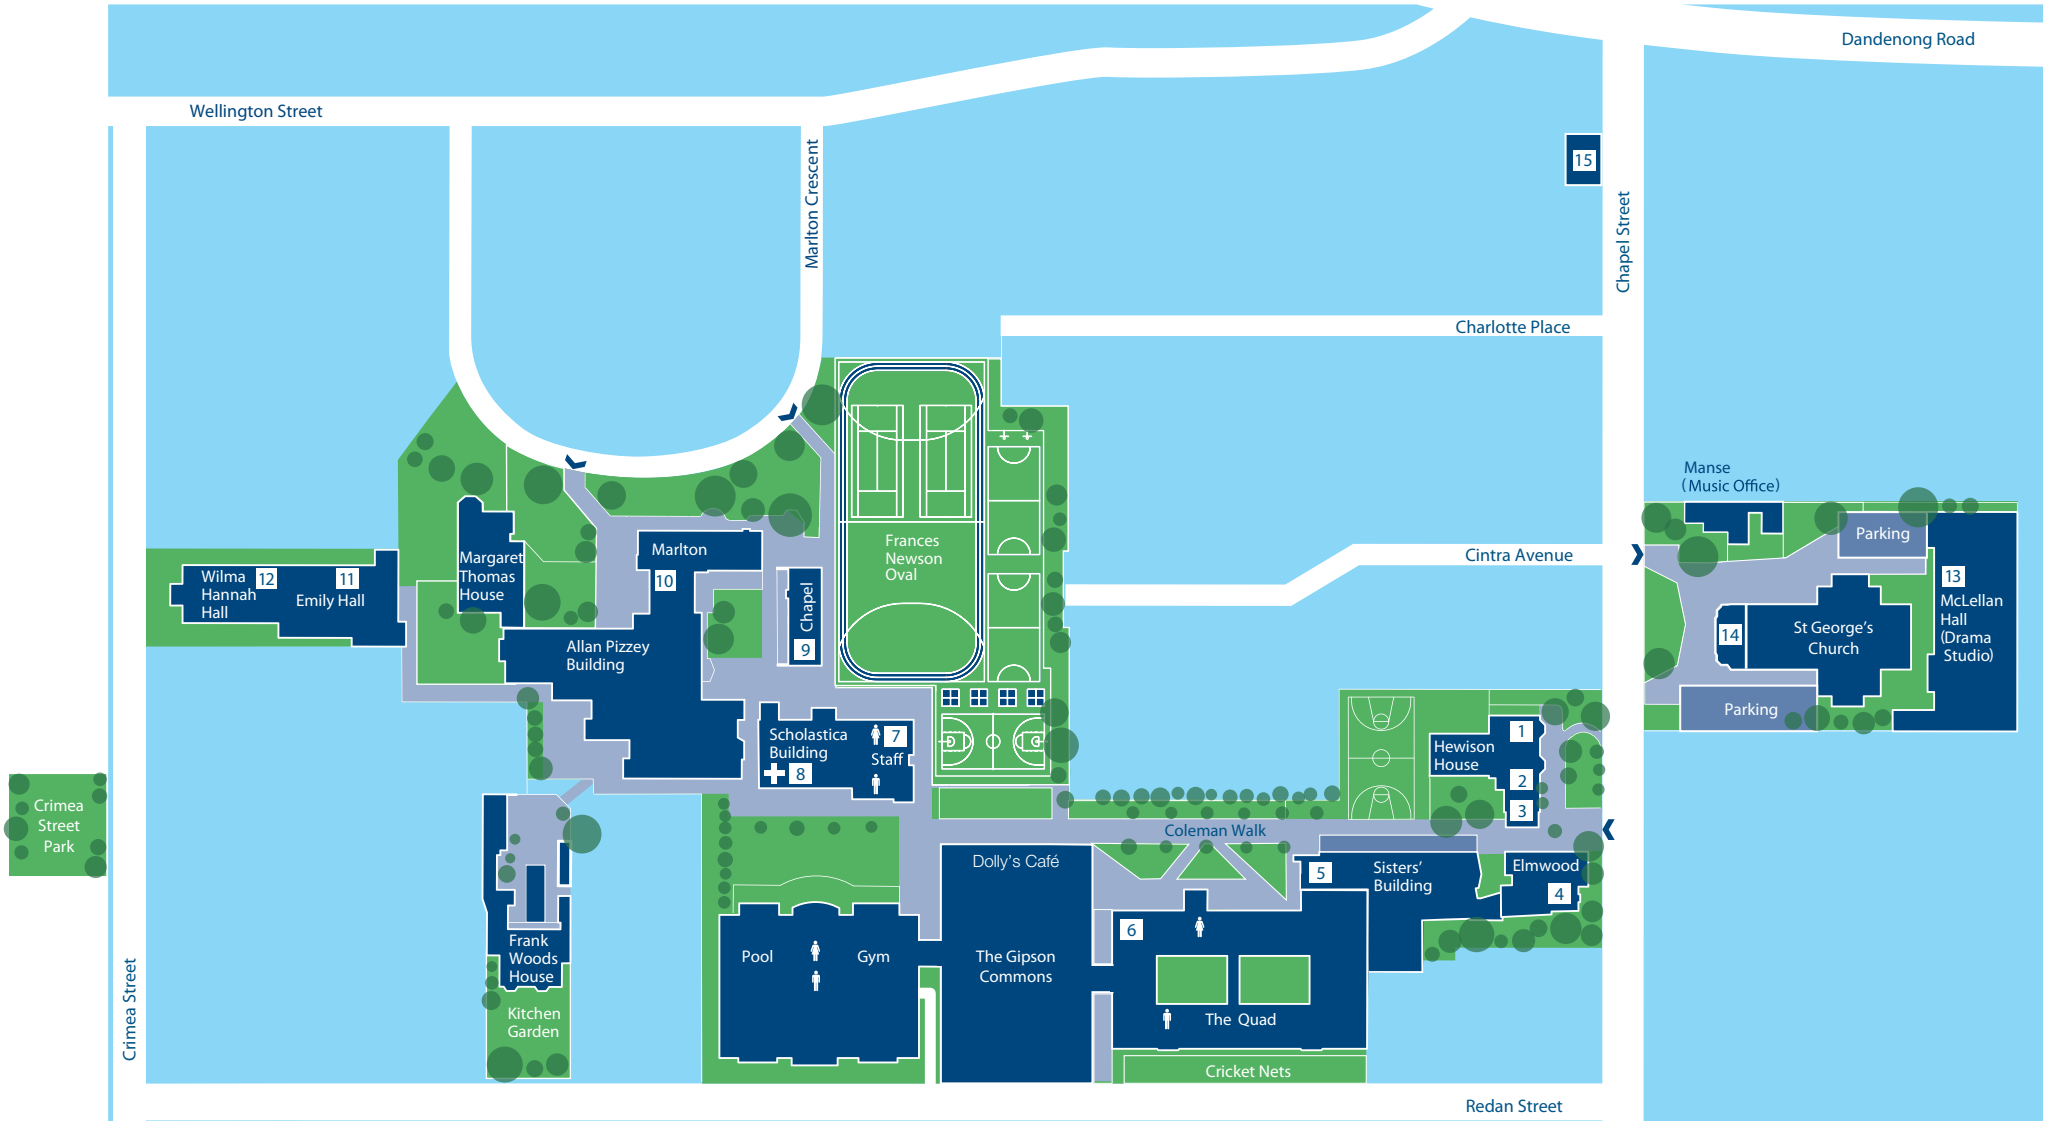 Dandenong Road
Wellington Street
Marlton Crescent
15
Chapel Street
Charlotte Place
Manse
(Music Office)
Parking
Cintra Avenue
Frances
Newson
Oval
Marlton
10
Margaret
Thomas
House
Wilma
Hannah
Hall
12
11
Emily Hall
Chapel
9
13
McLellan
Hall
(Drama
Studio)
14
St George's
Church
Allan Pizzey
Building
Parking
Scholastica
Building
8
7
Staff
1
Hewison
House
2
3
Crimea
Street
Park
Coleman Walk
Dolly's Café
5
Sisters'
Building
Elmwood
4
6
Frank
Woods
House
Pool
Gym
The Gipson
Commons
Kitchen
Garden
The Quad
Crimea Street
Cricket Nets
Redan Street